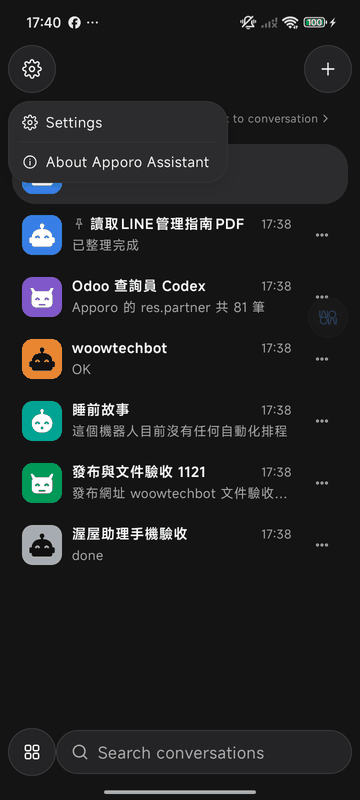 17:40
100
t to conversation
Settings
About Apporo Assistant
讀取LINE管理指南PDF 17:38
已整理完成
Odoo 查詢員 Codex 17:38
Apporo 的 res.partner 共 81 筆
woowtechbot 17:38
OK
睡前故事 17:38
這個機器人目前沒有任何自動化排程
發布與文件驗收 1121 17:38
發布網址 woowtechbot 文件驗收...
渥屋助理手機驗收 17:38
done
Search conversations